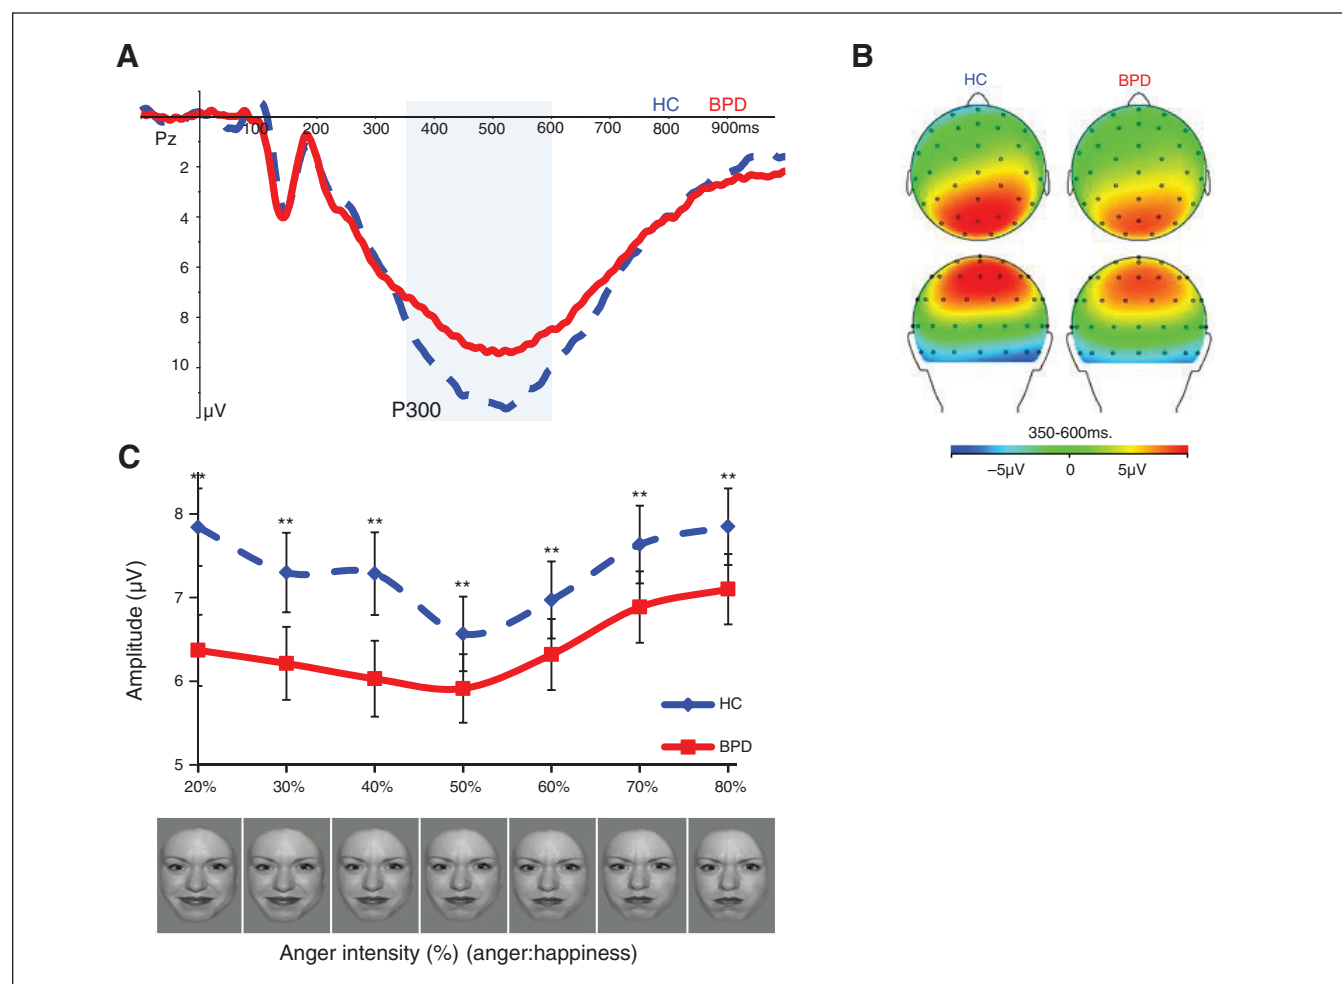 A
HC BPD
Pz
100 200 300 400 500 600 700 800 900ms
2
4
6
8
10
µV
P300
B
HC BPD
350-600ms.
–5µV 0 5µV
C
** ** ** ** ** ** **
Amplitude (µV)
8
7
6
5
HC
BPD
20% 30% 40% 50% 60% 70% 80%
Anger intensity (%) (anger:happiness)